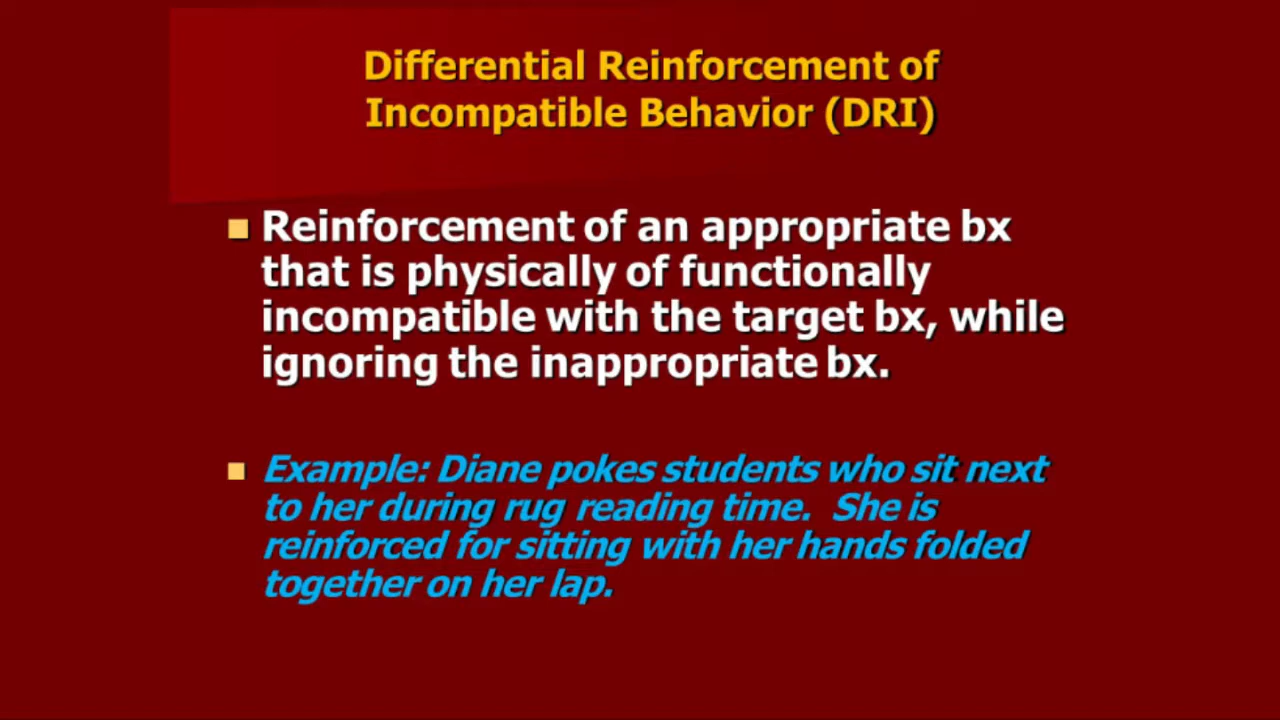 Differential Reinforcement of
Incompatible Behavior (DRI)
Reinforcement of an appropriate bx
that is physically of functionally
incompatible with the target bx, while
ignoring the inappropriate bx.
Example: Diane pokes students who sit next
to her during rug reading time. She is
reinforced for sitting with her hands folded
together on her lap.